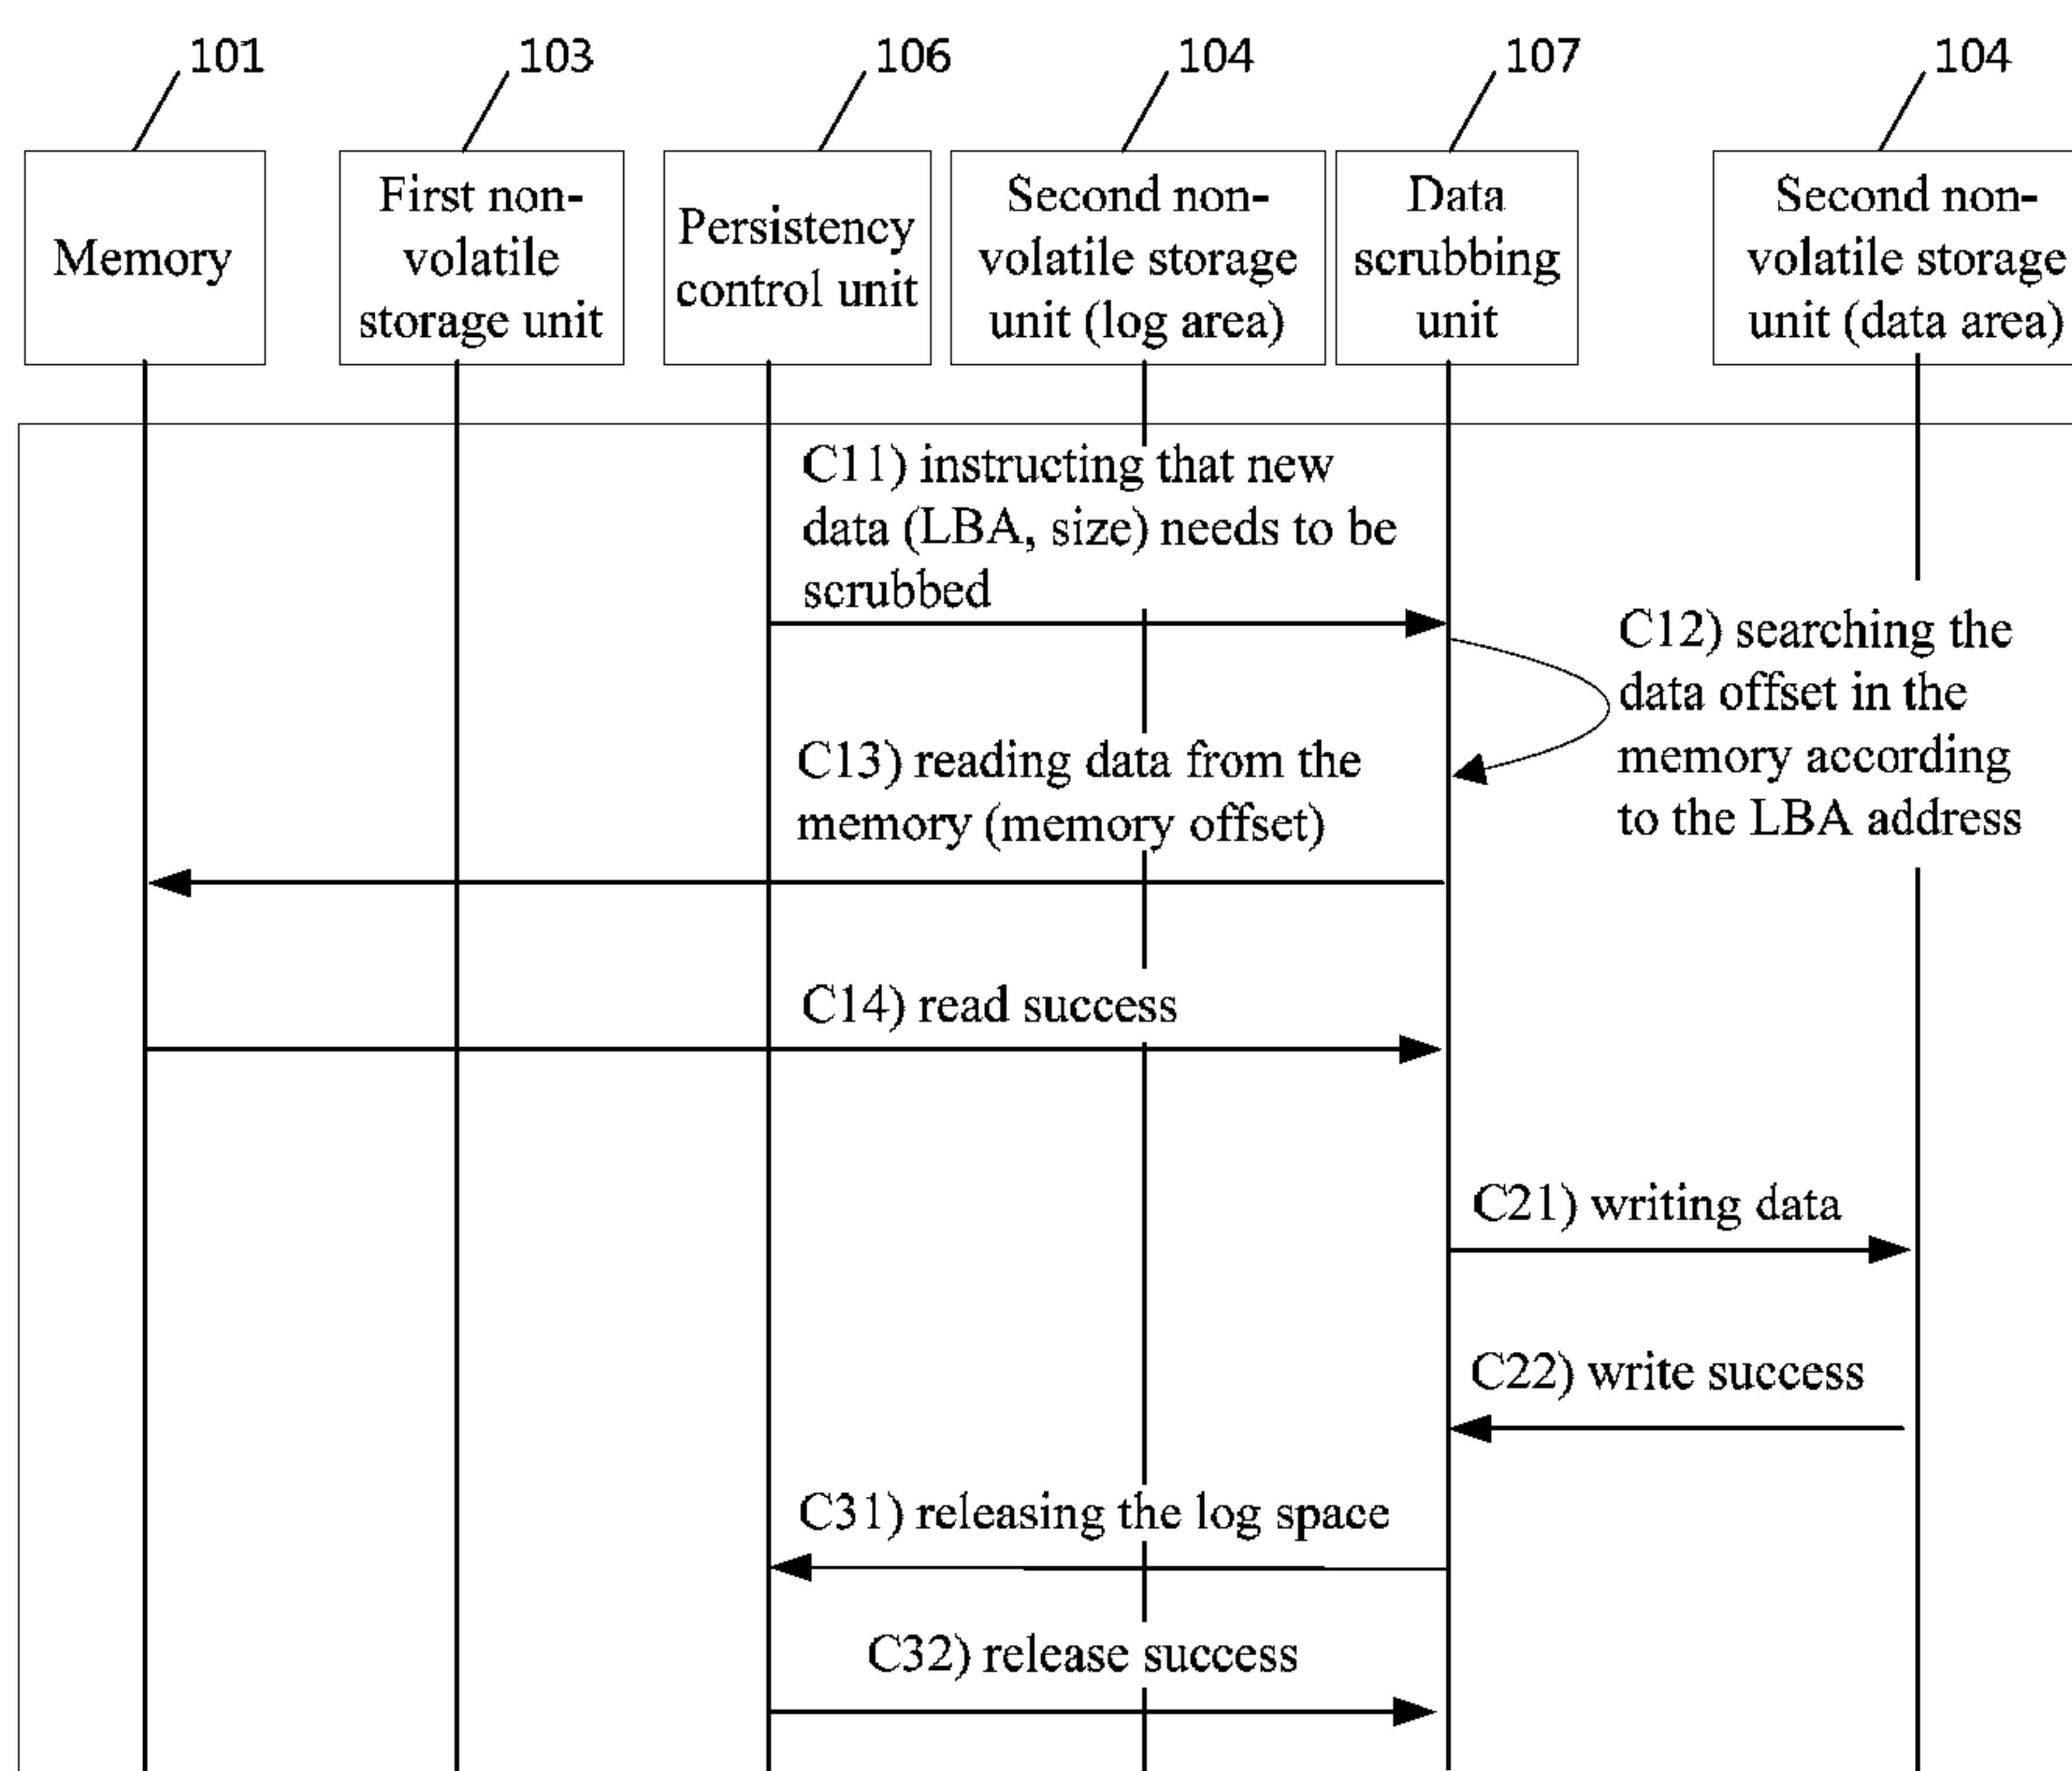 101
103
106
104
107
104
Memory
First non-
volatile
storage unit
Persistency
control unit
Second non-
volatile storage
unit (log area)
Data
scrubbing
unit
Second non-
volatile storage
unit (data area)
C11) instructing that new
data (LBA, size) needs to be
scrubbed
C12) searching the
data offset in the
memory according
to the LBA address
C13) reading data from the
memory (memory offset)
C14) read success
C21) writing data
C22) write success
C31) releasing the log space
C32) release success